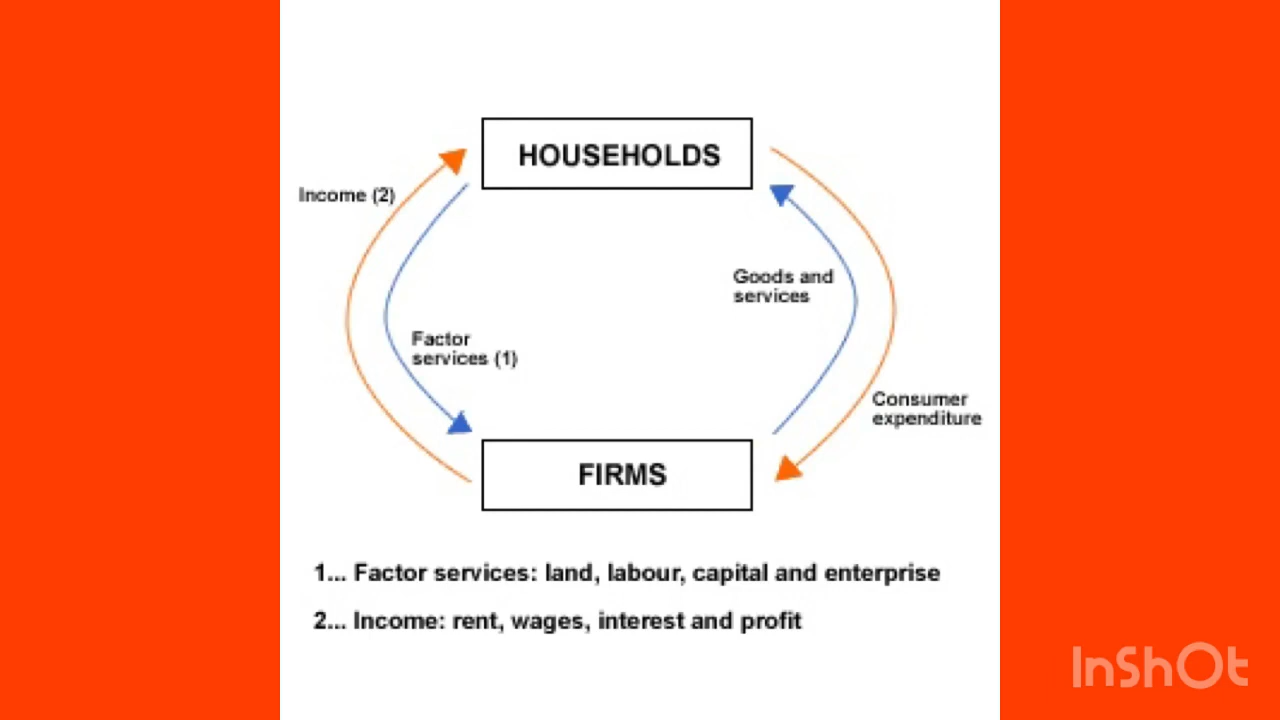 HOUSEHOLDS
Income (2)
Goods and
services
Factor
services (1)
Consumer
expenditure
FIRMS
1... Factor services: land, labour, capital and enterprise
2... Income: rent, wages, interest and profit
InShOt